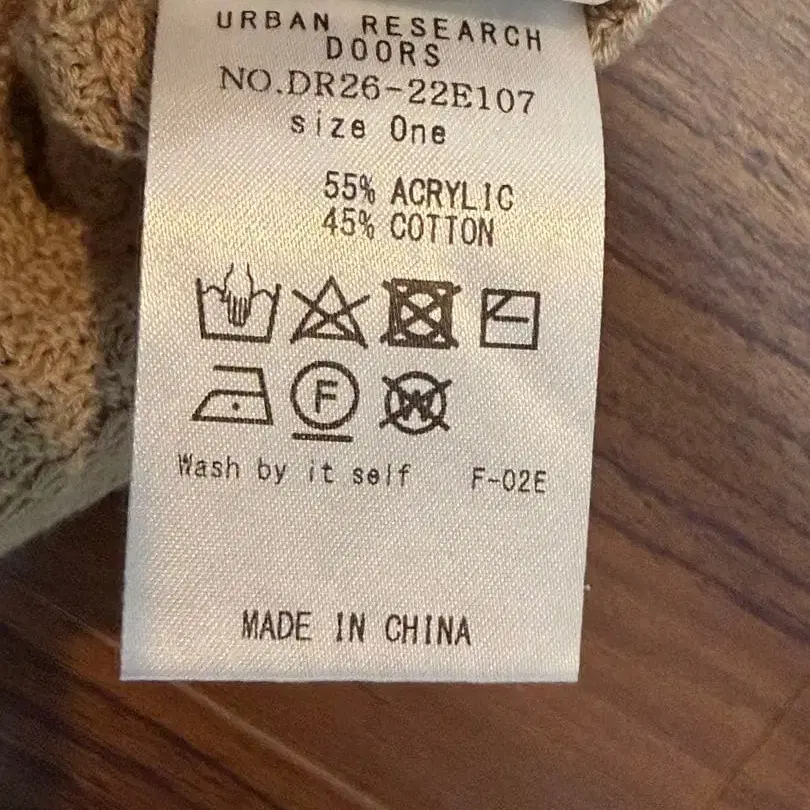 URBAN RESEARCH
DOORS
NO.DR26-22E107
size One
55% ACRYLIC
45% COTTON
F W
Wash by it self F-02E
MADE IN CHINA